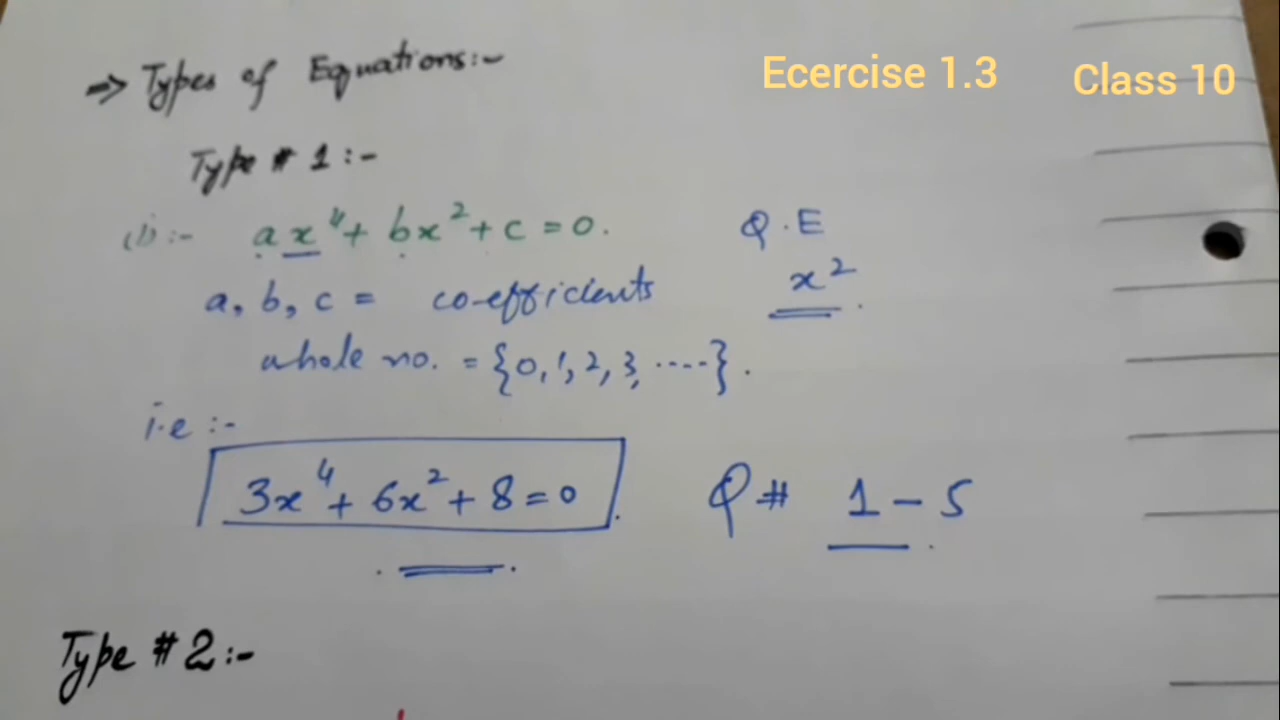 Ecercise 1.3
Class 10
⇒ Types of Equations:-
Type # 1:-
(i):- ax⁴ + bx² + c = 0.
Q.E
x²
a, b, c = co-efficients
whole no. = {0, 1, 2, 3, ....}.
i.e :-
3x⁴ + 6x² + 8 = 0
Q # 1 - 5
Type # 2:-